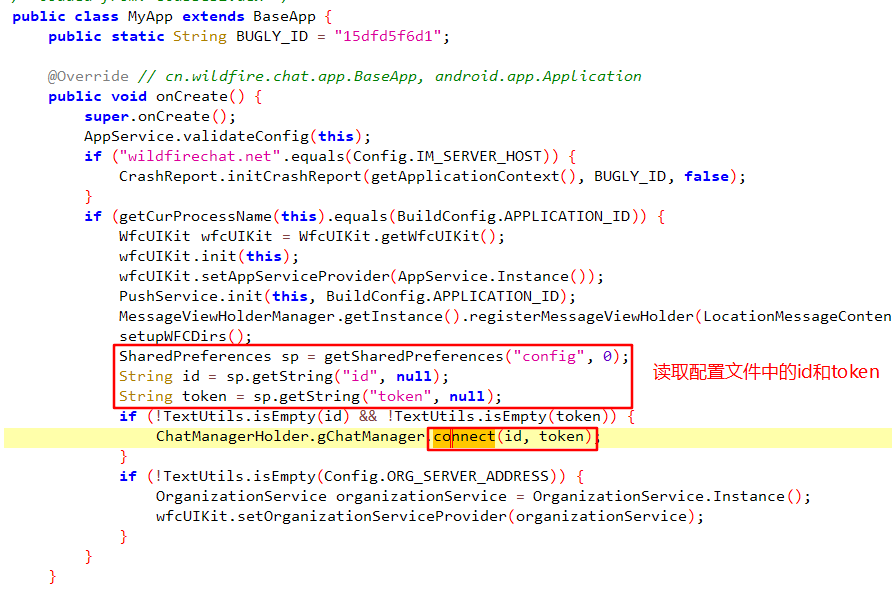 public class MyApp extends BaseApp {
public static String BUGLY_ID = "15dfd5f6d1";
@Override // cn.wildfire.chat.app.BaseApp, android.app.Application
public void onCreate() {
super.onCreate();
AppService.validateConfig(this);
if ("wildfirechat.net".equals(Config.IM_SERVER_HOST)) {
CrashReport.initCrashReport(getApplicationContext(), BUGLY_ID, false);
}
if (getCurProcessName(this).equals(BuildConfig.APPLICATION_ID)) {
WfcUIKit wfcUIKit = WfcUIKit.getWfcUIKit();
wfcUIKit.init(this);
wfcUIKit.setAppServiceProvider(AppService.Instance());
PushService.init(this, BuildConfig.APPLICATION_ID);
MessageViewHolderManager.getInstance().registerMessageViewHolder(LocationMessageConten
setupWFCDirs();
SharedPreferences sp = getSharedPreferences("config", 0);
String id = sp.getString("id", null); 读取配置文件中的id和token
String token = sp.getString("token", null);
if (!TextUtils.isEmpty(id) && !TextUtils.isEmpty(token)) {
ChatManagerHolder.gChatManager.connect(id, token);
}
if (!TextUtils.isEmpty(Config.ORG_SERVER_ADDRESS)) {
OrganizationService organizationService = OrganizationService.Instance();
wfcUIKit.setOrganizationServiceProvider(organizationService);
}
}
}